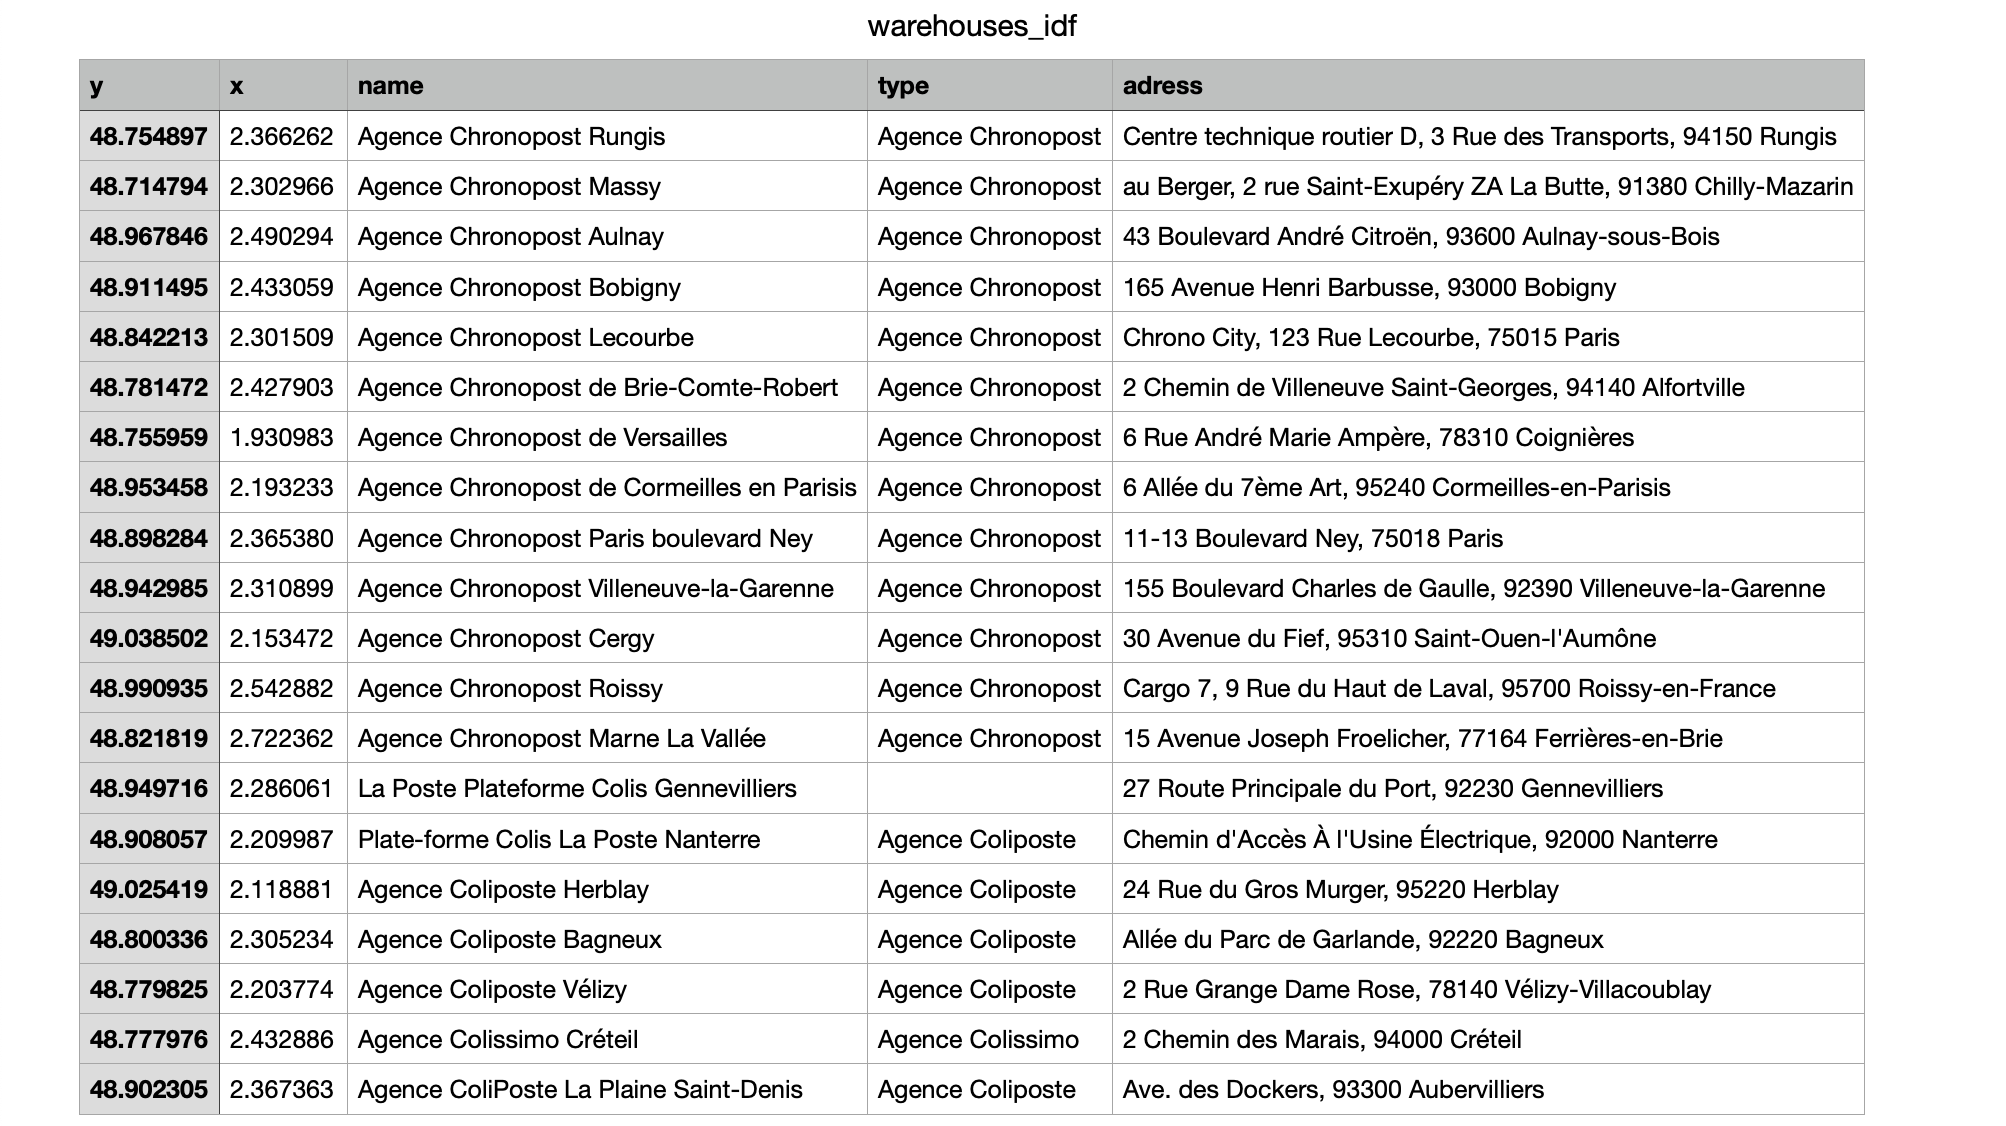 warehouses_idf
y x name type adress
48.754897 2.366262 Agence Chronopost Rungis Agence Chronopost Centre technique routier D, 3 Rue des Transports, 94150 Rungis
48.714794 2.302966 Agence Chronopost Massy Agence Chronopost au Berger, 2 rue Saint-Exupéry ZA La Butte, 91380 Chilly-Mazarin
48.967846 2.490294 Agence Chronopost Aulnay Agence Chronopost 43 Boulevard André Citroën, 93600 Aulnay-sous-Bois
48.911495 2.433059 Agence Chronopost Bobigny Agence Chronopost 165 Avenue Henri Barbusse, 93000 Bobigny
48.842213 2.301509 Agence Chronopost Lecourbe Agence Chronopost Chrono City, 123 Rue Lecourbe, 75015 Paris
48.781472 2.427903 Agence Chronopost de Brie-Comte-Robert Agence Chronopost 2 Chemin de Villeneuve Saint-Georges, 94140 Alfortville
48.755959 1.930983 Agence Chronopost de Versailles Agence Chronopost 6 Rue André Marie Ampère, 78310 Coignières
48.953458 2.193233 Agence Chronopost de Cormeilles en Parisis Agence Chronopost 6 Allée du 7ème Art, 95240 Cormeilles-en-Parisis
48.898284 2.365380 Agence Chronopost Paris boulevard Ney Agence Chronopost 11-13 Boulevard Ney, 75018 Paris
48.942985 2.310899 Agence Chronopost Villeneuve-la-Garenne Agence Chronopost 155 Boulevard Charles de Gaulle, 92390 Villeneuve-la-Garenne
49.038502 2.153472 Agence Chronopost Cergy Agence Chronopost 30 Avenue du Fief, 95310 Saint-Ouen-l'Aumône
48.990935 2.542882 Agence Chronopost Roissy Agence Chronopost Cargo 7, 9 Rue du Haut de Laval, 95700 Roissy-en-France
48.821819 2.722362 Agence Chronopost Marne La Vallée Agence Chronopost 15 Avenue Joseph Froelicher, 77164 Ferrières-en-Brie
48.949716 2.286061 La Poste Plateforme Colis Gennevilliers 27 Route Principale du Port, 92230 Gennevilliers
48.908057 2.209987 Plate-forme Colis La Poste Nanterre Agence Coliposte Chemin d'Accès À l'Usine Électrique, 92000 Nanterre
49.025419 2.118881 Agence Coliposte Herblay Agence Coliposte 24 Rue du Gros Murger, 95220 Herblay
48.800336 2.305234 Agence Coliposte Bagneux Agence Coliposte Allée du Parc de Garlande, 92220 Bagneux
48.779825 2.203774 Agence Coliposte Vélizy Agence Coliposte 2 Rue Grange Dame Rose, 78140 Vélizy-Villacoublay
48.777976 2.432886 Agence Colissimo Créteil Agence Colissimo 2 Chemin des Marais, 94000 Créteil
48.902305 2.367363 Agence ColiPoste La Plaine Saint-Denis Agence Coliposte Ave. des Dockers, 93300 Aubervilliers